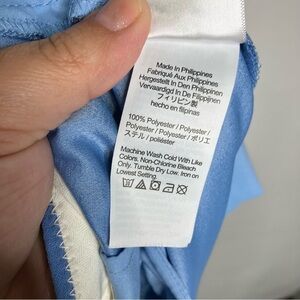 Made In Philippines
Fabriqué Aux Philippines
Hergestellt In Den Philippinen
Vervaardigd In De Filippijnen
フィリピン製
hecho en filipinas
100% Polyester / Polyester /
Polyester / Polyester / ポリエ
ステル / poliéster
Machine Wash Cold With Like
Colors. Non-Chlorine Bleach
Only. Tumble Dry Low. Iron on
Lowest Setting.